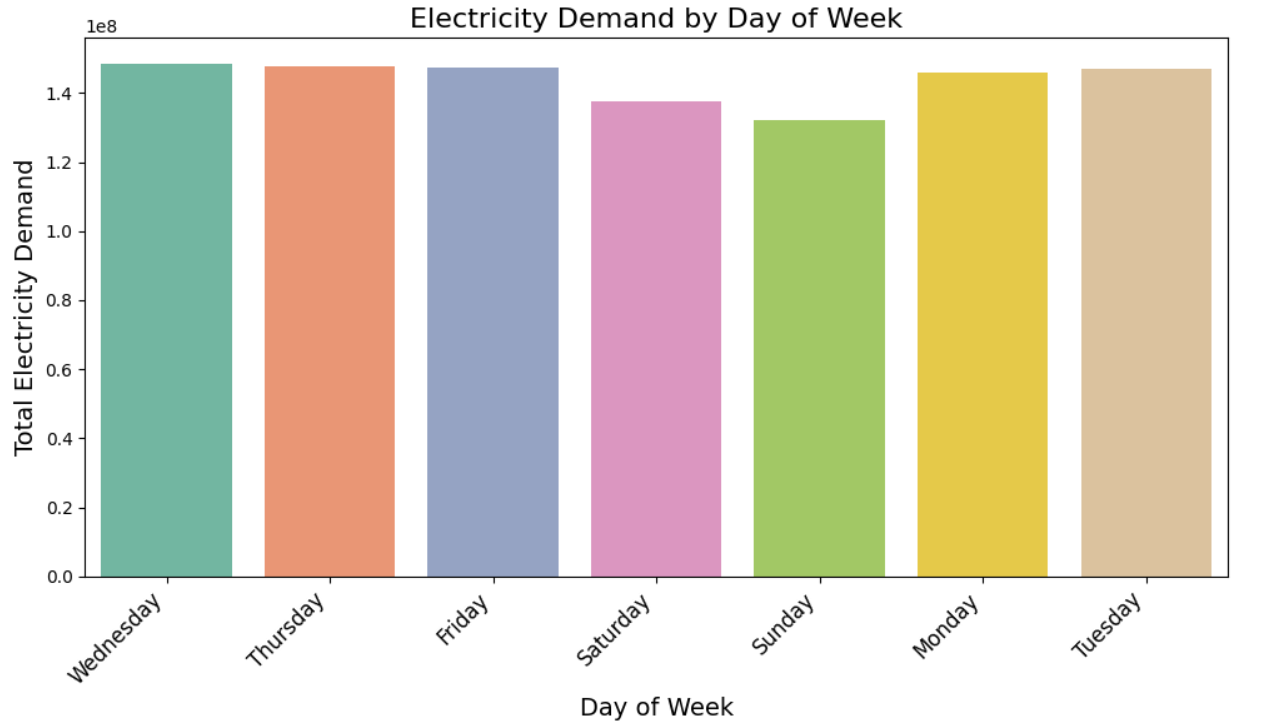 Electricity Demand by Day of Week
1e8
1.4
1.2
1.0
0.8
0.6
0.4
0.2
0.0
Total Electricity Demand
Wednesday
Thursday
Friday
Saturday
Sunday
Monday
Tuesday
Day of Week